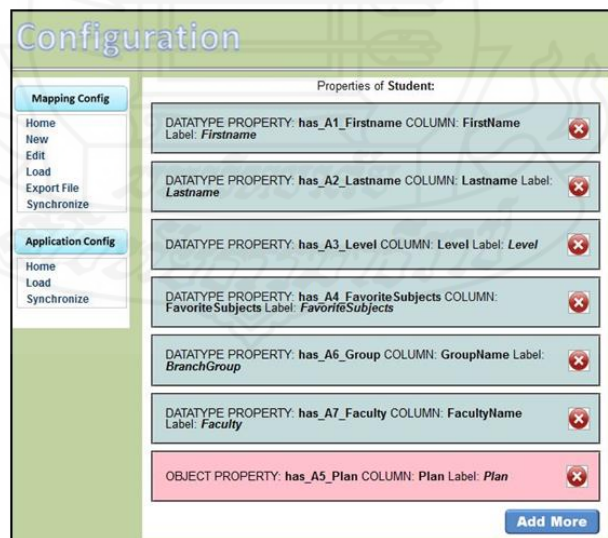 Configuration
Mapping Config
Home
New
Edit
Load
Export File
Synchronize
Application Config
Home
Load
Synchronize
Properties of Student:
DATATYPE PROPERTY: has_A1_Firstname COLUMN: FirstName
Label: Firstname
DATATYPE PROPERTY: has_A2_Lastname COLUMN: Lastname Label:
Lastname
DATATYPE PROPERTY: has_A3_Level COLUMN: Level Label: Level
DATATYPE PROPERTY: has_A4_FavoriteSubjects COLUMN:
FavoriteSubjects Label: FavoriteSubjects
DATATYPE PROPERTY: has_A6_Group COLUMN: GroupName Label:
BranchGroup
DATATYPE PROPERTY: has_A7_Faculty COLUMN: FacultyName
Label: Faculty
OBJECT PROPERTY: has_A5_Plan COLUMN: Plan Label: Plan
Add More